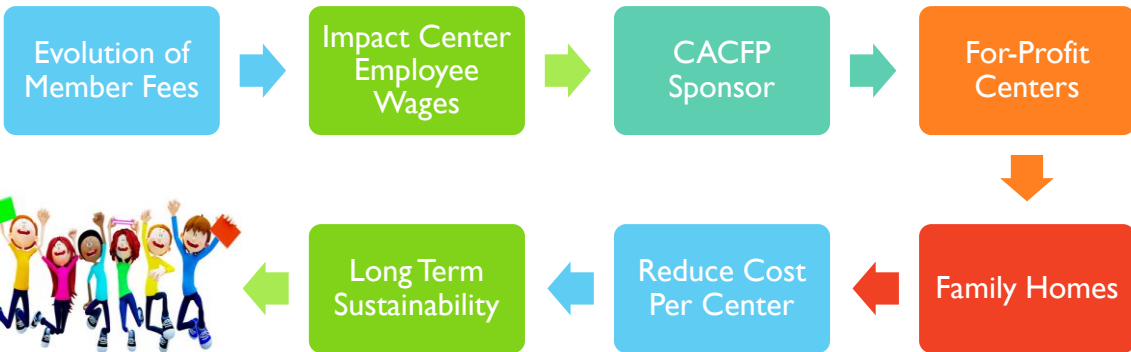 Evolution of
Member Fees
Impact Center
Employee
Wages
CACFP
Sponsor
For-Profit
Centers
Family Homes
Reduce Cost
Per Center
Long Term
Sustainability